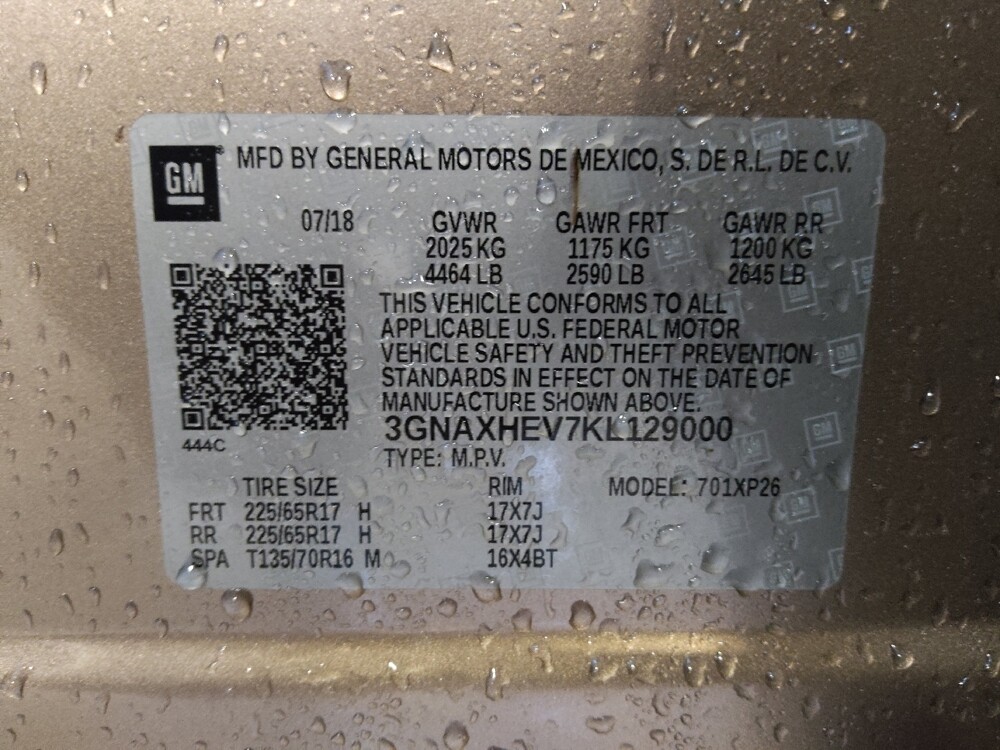 GM MFD BY GENERAL MOTORS DE MEXICO, S. DE R.L. DE C.V.
07/18 GVWR GAWR FRT GAWR RR
2025 KG 1175 KG 1200 KG
4464 LB 2590 LB 2645 LB
THIS VEHICLE CONFORMS TO ALL
APPLICABLE U.S. FEDERAL MOTOR
VEHICLE SAFETY AND THEFT PREVENTION
STANDARDS IN EFFECT ON THE DATE OF
MANUFACTURE SHOWN ABOVE.
3GNAXHEV7KL129000
444C
TYPE: M.P.V.
TIRE SIZE RIM MODEL: 701XP26
FRT 225/65R17 H 17X7J
RR 225/65R17 H 17X7J
SPA T135/70R16 M 16X4BT